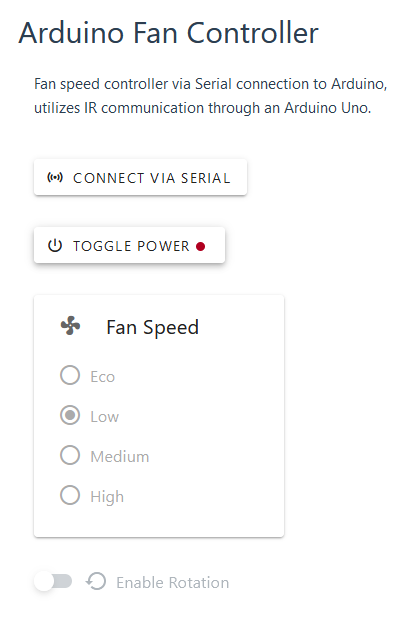 Arduino Fan Controller
Fan speed controller via Serial connection to Arduino,
utilizes IR communication through an Arduino Uno.
CONNECT VIA SERIAL
TOGGLE POWER
Fan Speed
Eco
Low
Medium
High
Enable Rotation